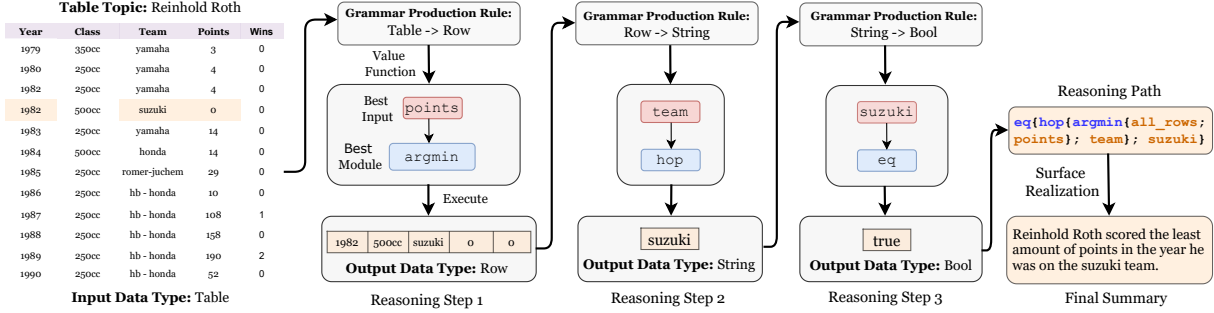 Table Topic: Reinhold Roth
Year Class Team Points Wins
1979 350cc yamaha 3 0
1980 250cc yamaha 4 0
1982 250cc yamaha 4 0
1982 500cc suzuki 0 0
1983 250cc yamaha 14 0
1984 500cc honda 14 0
1985 250cc romer-juchem 29 0
1986 250cc hb - honda 10 0
1987 250cc hb - honda 108 1
1988 250cc hb - honda 158 0
1989 250cc hb - honda 190 2
1990 250cc hb - honda 52 0
Input Data Type: Table
Grammar Production Rule:
Table -> Row
Value
Function
Best
Input
points
Best
Module
argmin
Execute
1982 500cc suzuki 0 0
Output Data Type: Row
Reasoning Step 1
Grammar Production Rule:
Row -> String
team
hop
suzuki
Output Data Type: String
Reasoning Step 2
Grammar Production Rule:
String -> Bool
suzuki
eq
true
Output Data Type: Bool
Reasoning Step 3
Reasoning Path
eq{hop{argmin{all_rows;
points}; team}; suzuki}
Surface
Realization
Reinhold Roth scored the least
amount of points in the year he
was on the suzuki team.
Final Summary